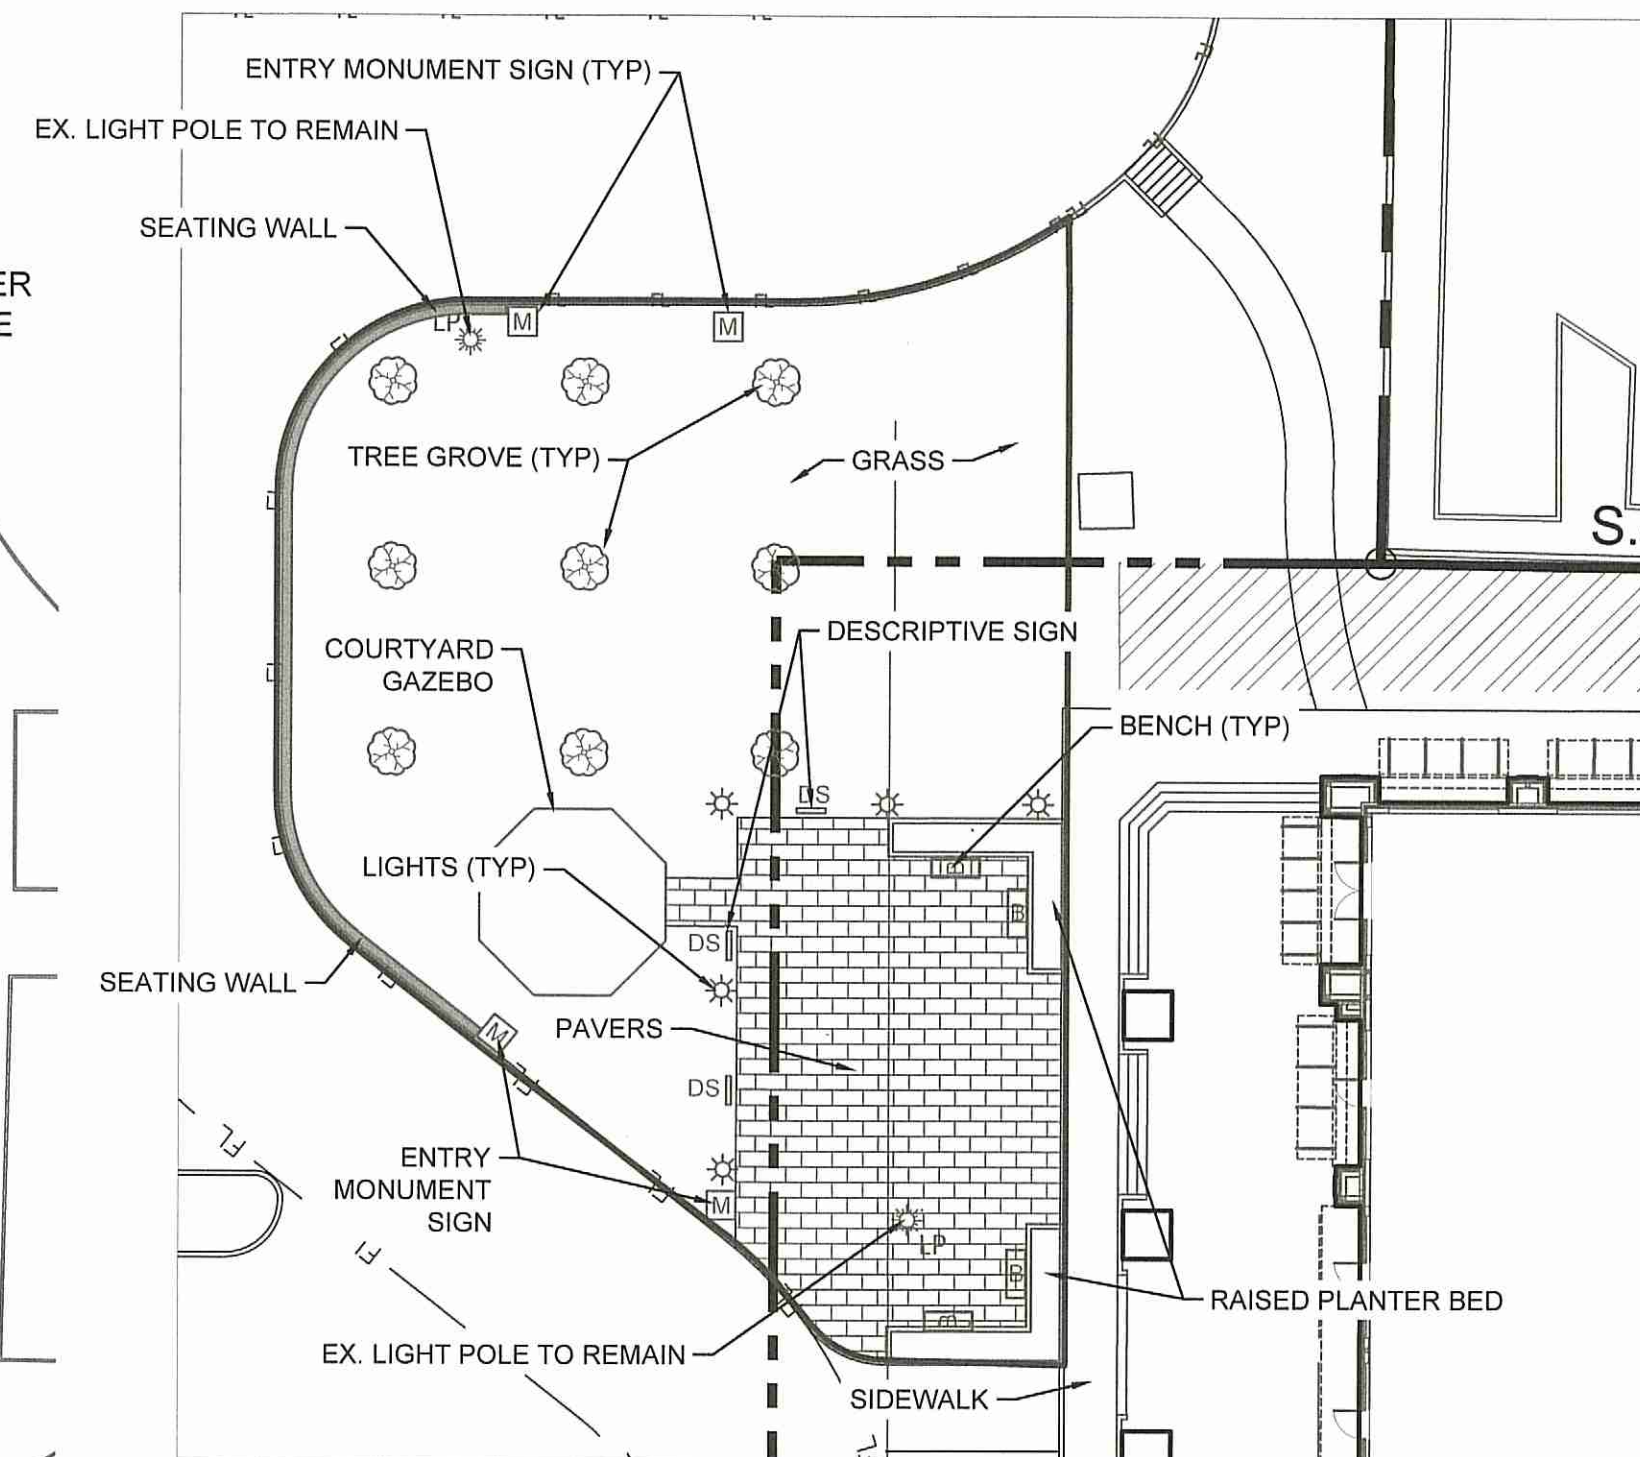 ENTRY MONUMENT SIGN (TYP)
EX. LIGHT POLE TO REMAIN
SEATING WALL
ER
E
LP
M
M
TREE GROVE (TYP)
GRASS
S.
DESCRIPTIVE SIGN
COURTYARD
GAZEBO
BENCH (TYP)
DS
LIGHTS (TYP)
B
B
DS
SEATING WALL
M
PAVERS
DS
FL
ENTRY
MONUMENT
SIGN
M
LP
FL
B
B
RAISED PLANTER BED
EX. LIGHT POLE TO REMAIN
SIDEWALK